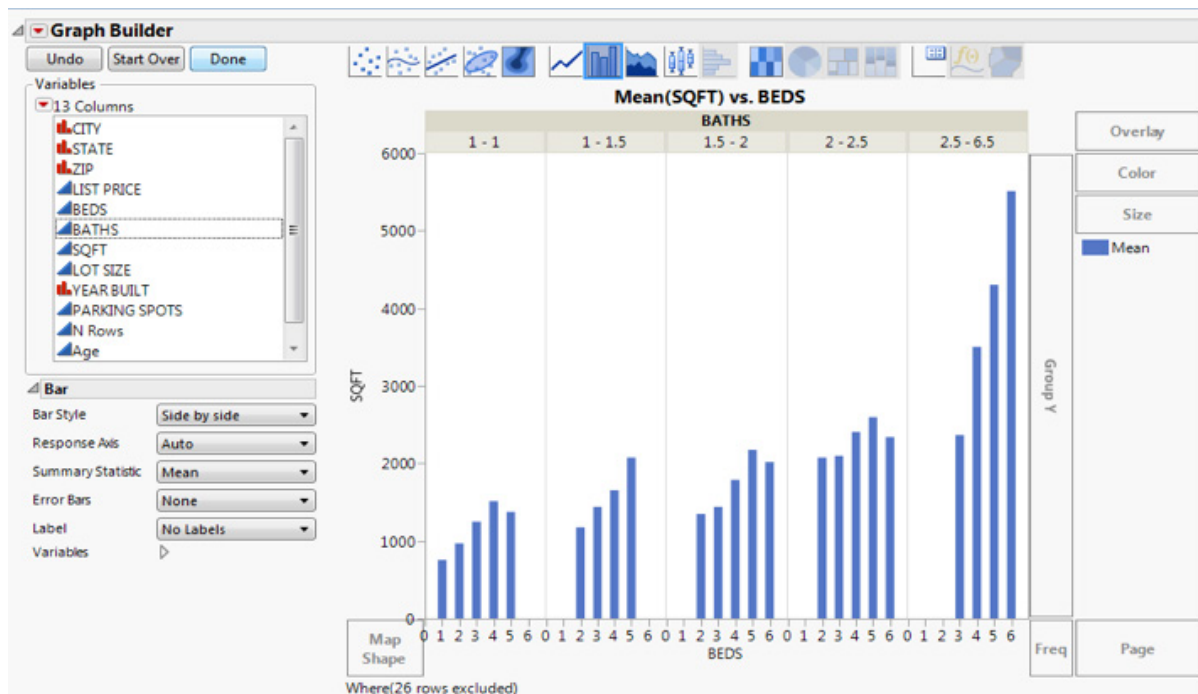 Graph Builder
Undo Start Over Done
Variables
13 Columns
CITY
STATE
ZIP
LIST PRICE
BEDS
BATHS
SQFT
LOT SIZE
YEAR BUILT
PARKING SPOTS
N Rows
Age
Bar
Bar Style Side by side
Response Axis Auto
Summary Statistic Mean
Error Bars None
Label No Labels
Variables
Mean(SQFT) vs. BEDS
BATHS
1 - 1 1 - 1.5 1.5 - 2 2 - 2.5 2.5 - 6.5
6000
5000
4000
3000
2000
1000
0
SQFT
0 1 2 3 4 5 6 0 1 2 3 4 5 6 0 1 2 3 4 5 6 0 1 2 3 4 5 6 0 1 2 3 4 5 6
BEDS
Map
Shape
Where(26 rows excluded)
Group Y
Freq
Overlay
Color
Size
Mean
Page